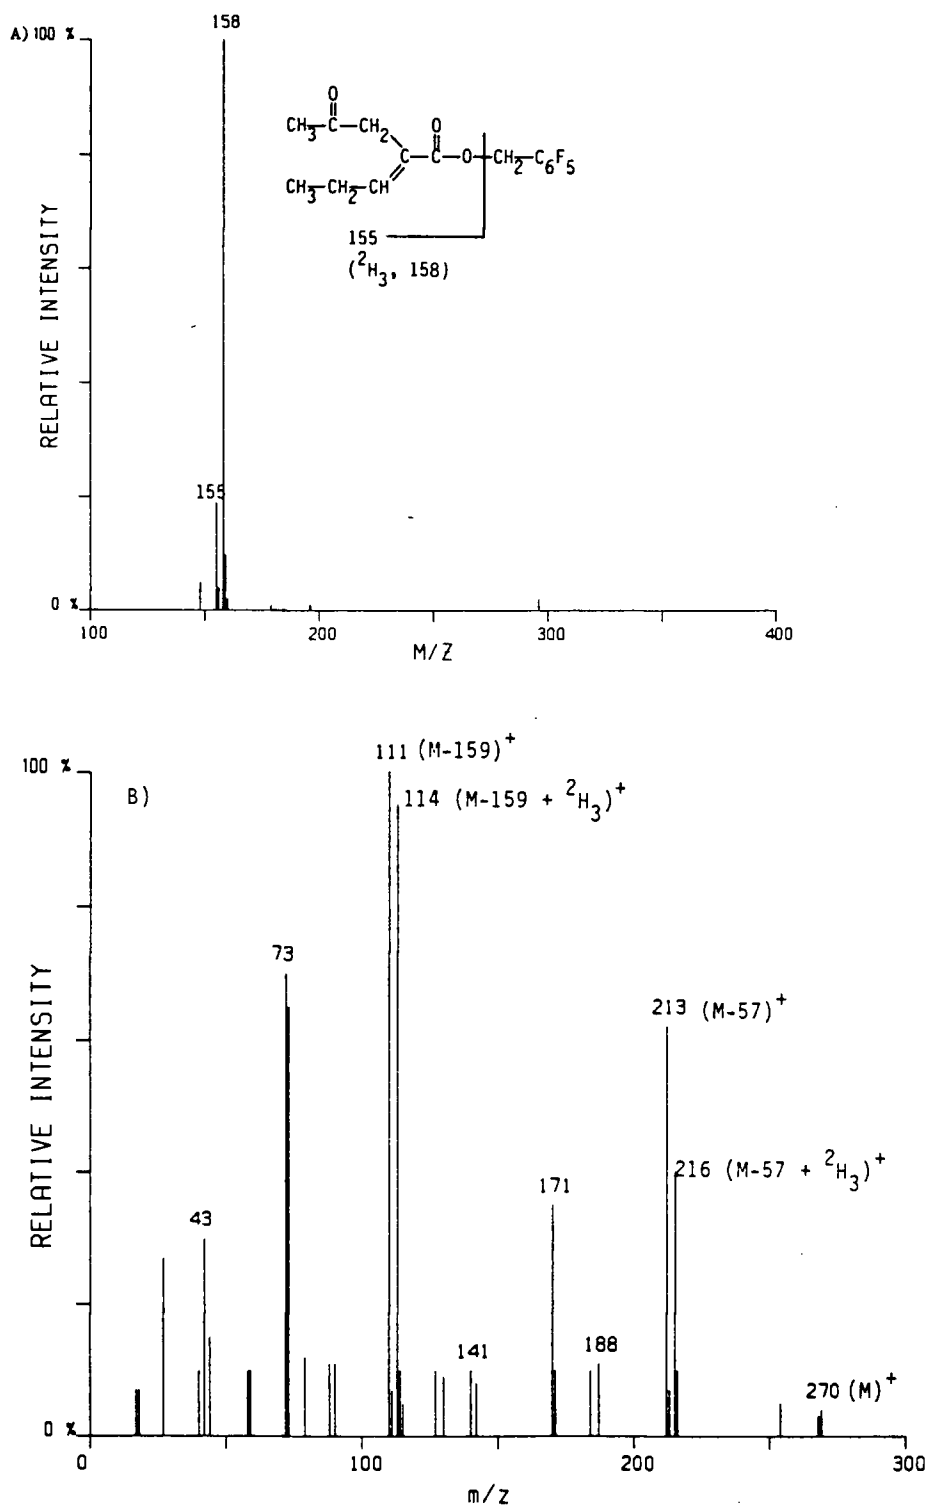 A) 100 %
158
O
CH3—C—CH2
O
C—C—O—CH2—C6F5
CH3—CH2—CH
155
(2H3, 158)
RELATIVE INTENSITY
155
0 %
100
200
300
400
M/Z
100 %
B)
111 (M-159)+
114 (M-159 + 2H3)+
73
213 (M-57)+
216 (M-57 + 2H3)+
171
43
RELATIVE INTENSITY
141
188
270 (M)+
0 %
0
100
200
300
m/z